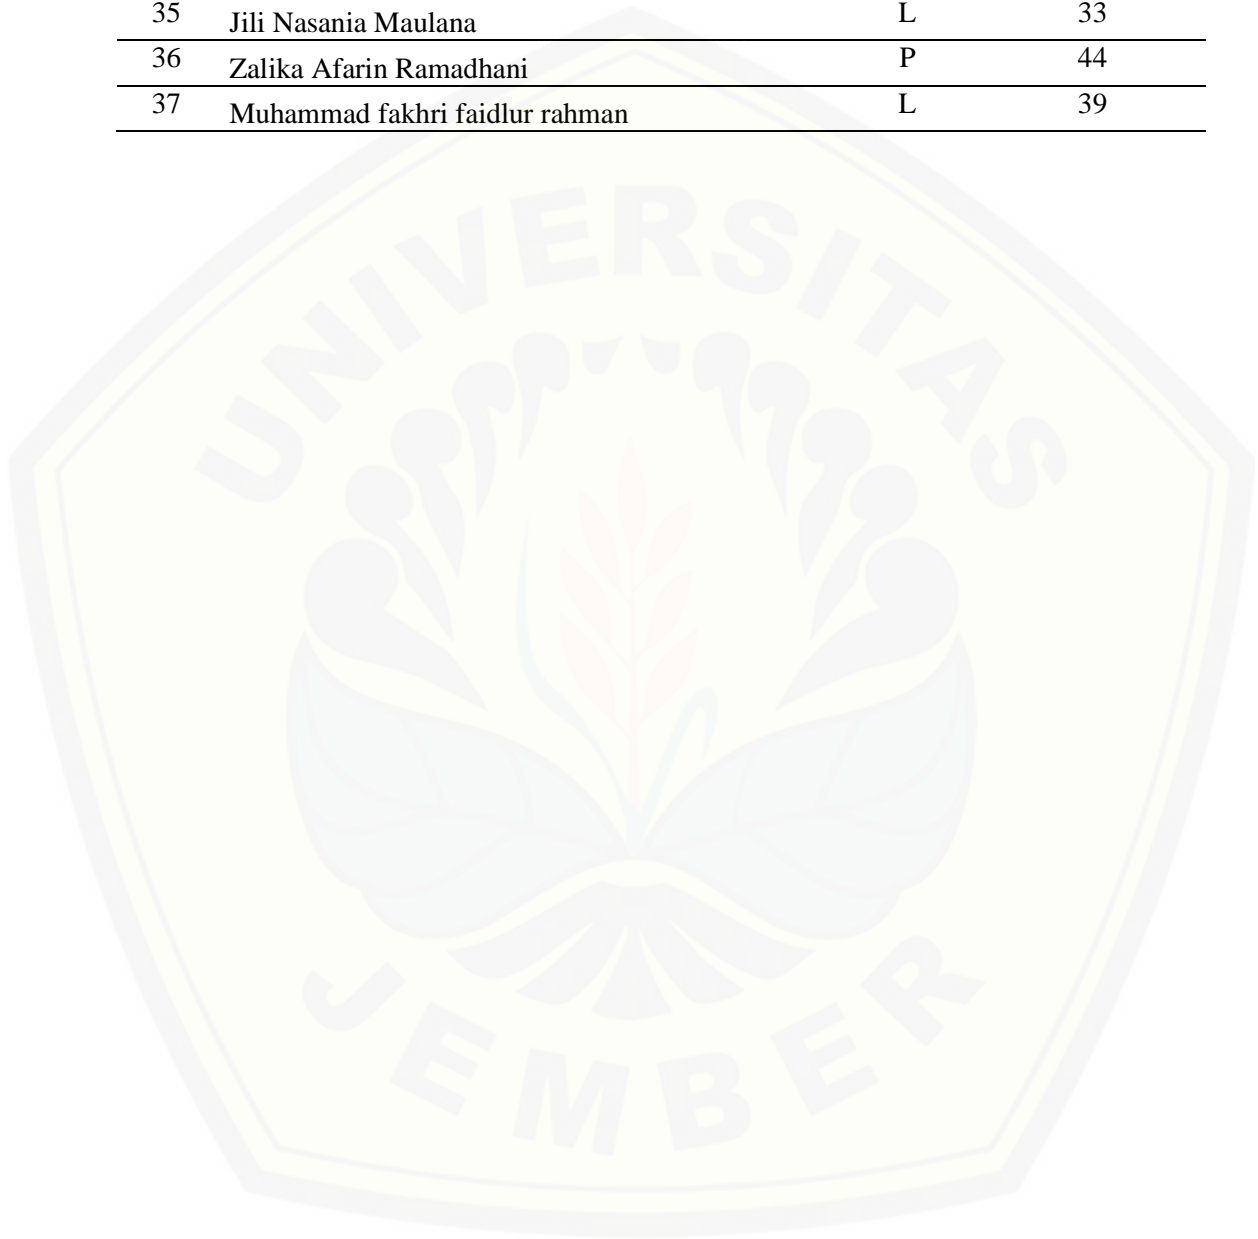 35 Jili Nasania Maulana L 33
36 Zalika Afarin Ramadhani P 44
37 Muhammad fakhri faidlur rahman L 39
UNIVERSITAS
JEMBER